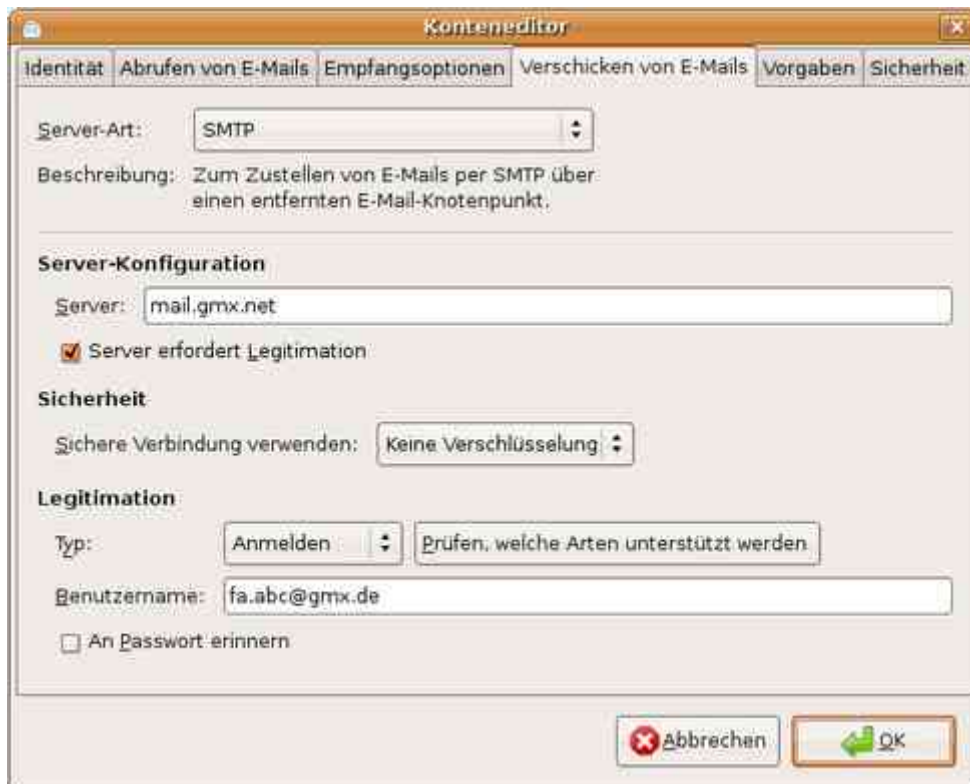 Konteneditor
Identität Abrufen von E-Mails Empfangsoptionen Verschicken von E-Mails Vorgaben Sicherheit
Server-Art: SMTP
Beschreibung: Zum Zustellen von E-Mails per SMTP über
einen entfernten E-Mail-Knotenpunkt.
Server-Konfiguration
Server: mail.gmx.net
Server erfordert Legitimation
Sicherheit
Sichere Verbindung verwenden: Keine Verschlüsselung
Legitimation
Typ: Anmelden Prüfen, welche Arten unterstützt werden
Benutzername: fa.abc@gmx.de
An Passwort erinnern
Abbrechen OK